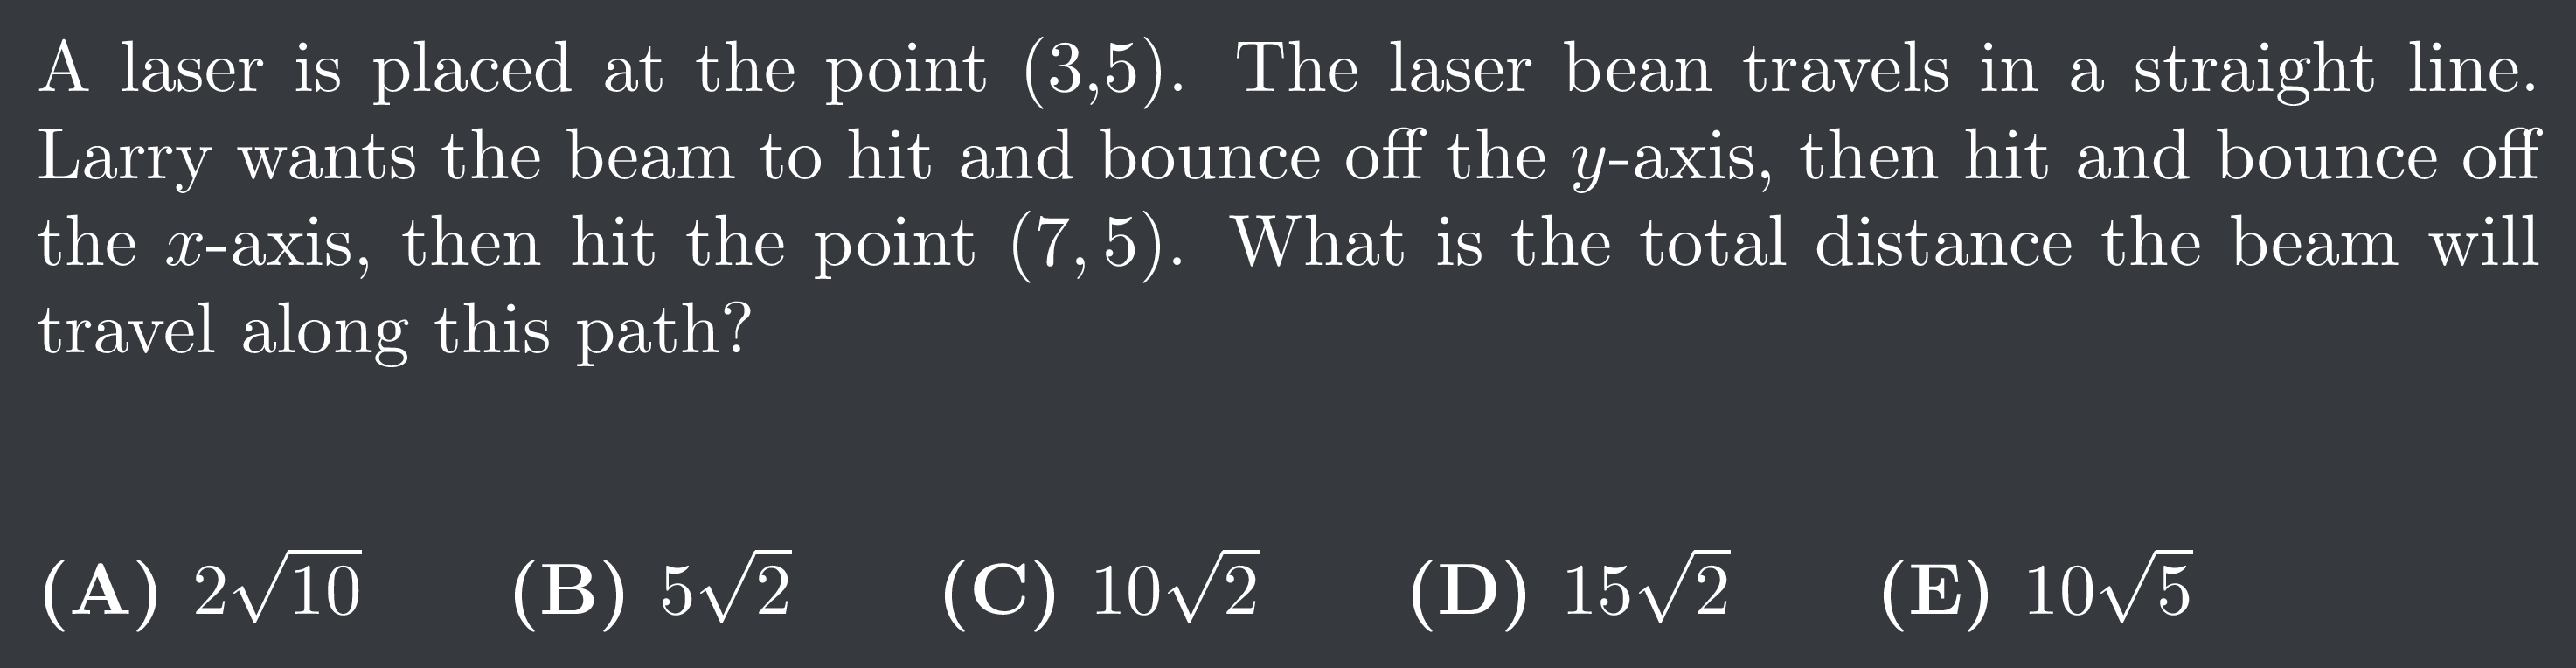 A laser is placed at the point (3,5). The laser bean travels in a straight line.
Larry wants the beam to hit and bounce off the y-axis, then hit and bounce off
the x-axis, then hit the point (7, 5). What is the total distance the beam will
travel along this path?
(A) 2√10 (B) 5√2 (C) 10√2 (D) 15√2 (E) 10√5